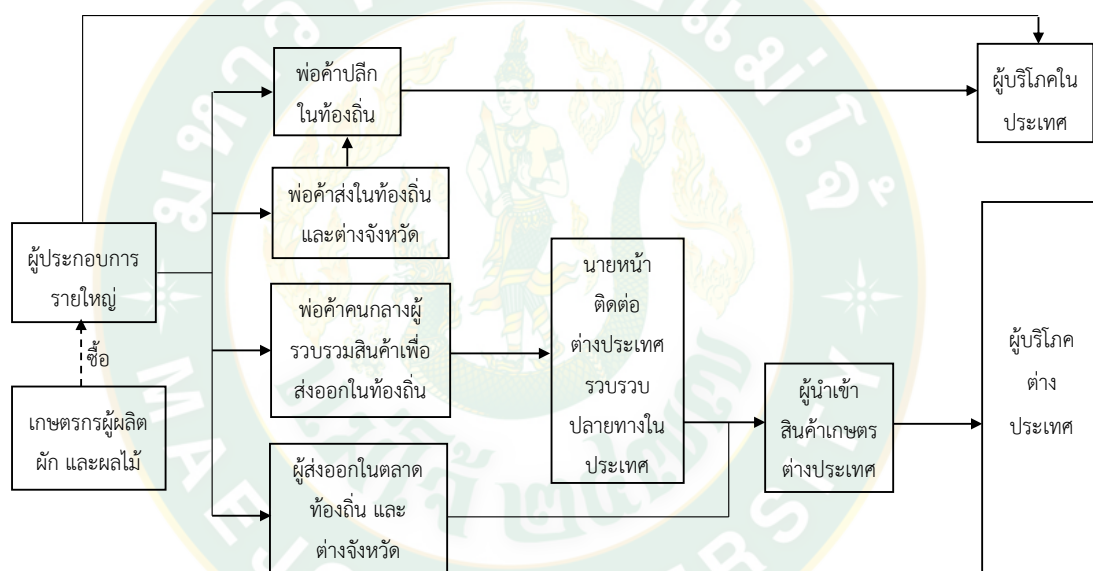 พ่อค้าปลีก
ในท้องถิ่น
ผู้บริโภคใน
ประเทศ
พ่อค้าส่งในท้องถิ่น
และต่างจังหวัด
ผู้ประกอบการ
รายใหญ่
ซื้อ
เกษตรกรผู้ผลิต
ผัก และผลไม้
พ่อค้าคนกลางผู้
รวบรวมสินค้าเพื่อ
ส่งออกในท้องถิ่น
นายหน้า
ติดต่อ
ต่างประเทศ
รวบรวบ
ปลายทางใน
ประเทศ
ผู้ส่งออกในตลาด
ท้องถิ่น และ
ต่างจังหวัด
ผู้นำเข้า
สินค้าเกษตร
ต่างประเทศ
ผู้บริโภค
ต่าง
ประเทศ